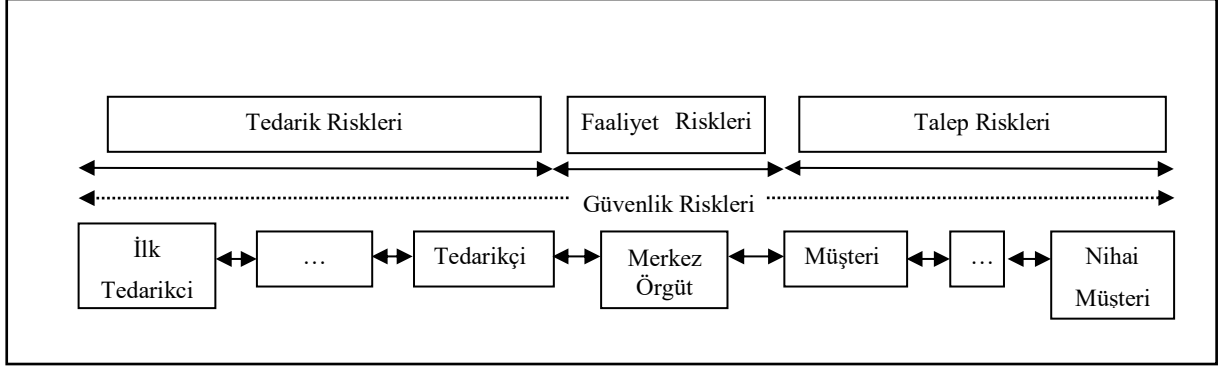 Tedarik Riskleri
Faaliyet Riskleri
Talep Riskleri
Güvenlik Riskleri
İlk
Tedarikci
…
Tedarikçi
Merkez
Örgüt
Müşteri
…
Nihai
Müşteri